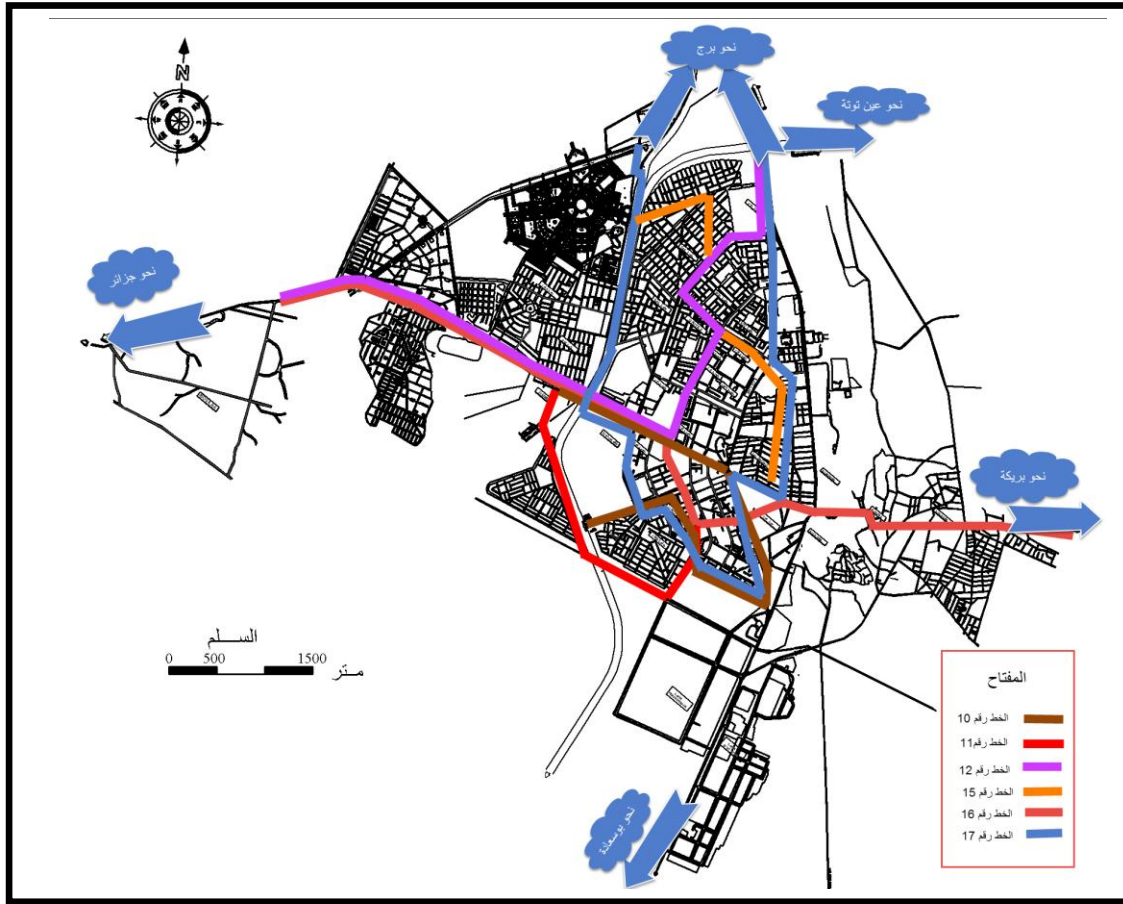 نحو برج
نحو عين توتة
N
نحو جزائر
نحو بريكة
السـلم
0 500 1500 متر
المفتاح
الخط رقم 10
الخط رقم11
الخط رقم 12
الخط رقم 15
الخط رقم 16
الخط رقم 17
نحو بوسعادة